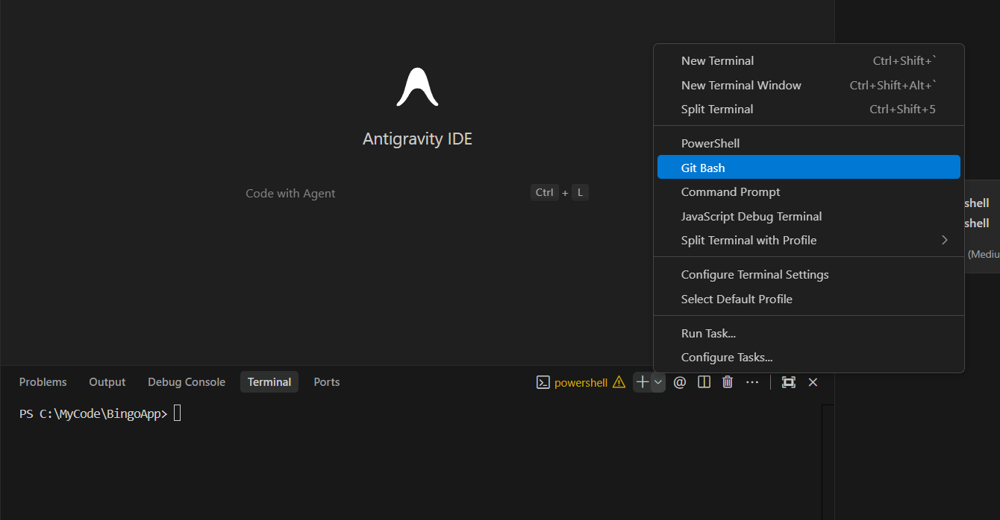 Antigravity IDE
Code with Agent Ctrl + L
New Terminal Ctrl+Shift+`
New Terminal Window Ctrl+Shift+Alt+`
Split Terminal Ctrl+Shift+5
PowerShell
Git Bash
Command Prompt
JavaScript Debug Terminal
Split Terminal with Profile
Configure Terminal Settings
Select Default Profile
Run Task...
Configure Tasks...
shell
shell
(Mediu
Problems Output Debug Console Terminal Ports powershell
PS C:\MyCode\BingoApp>